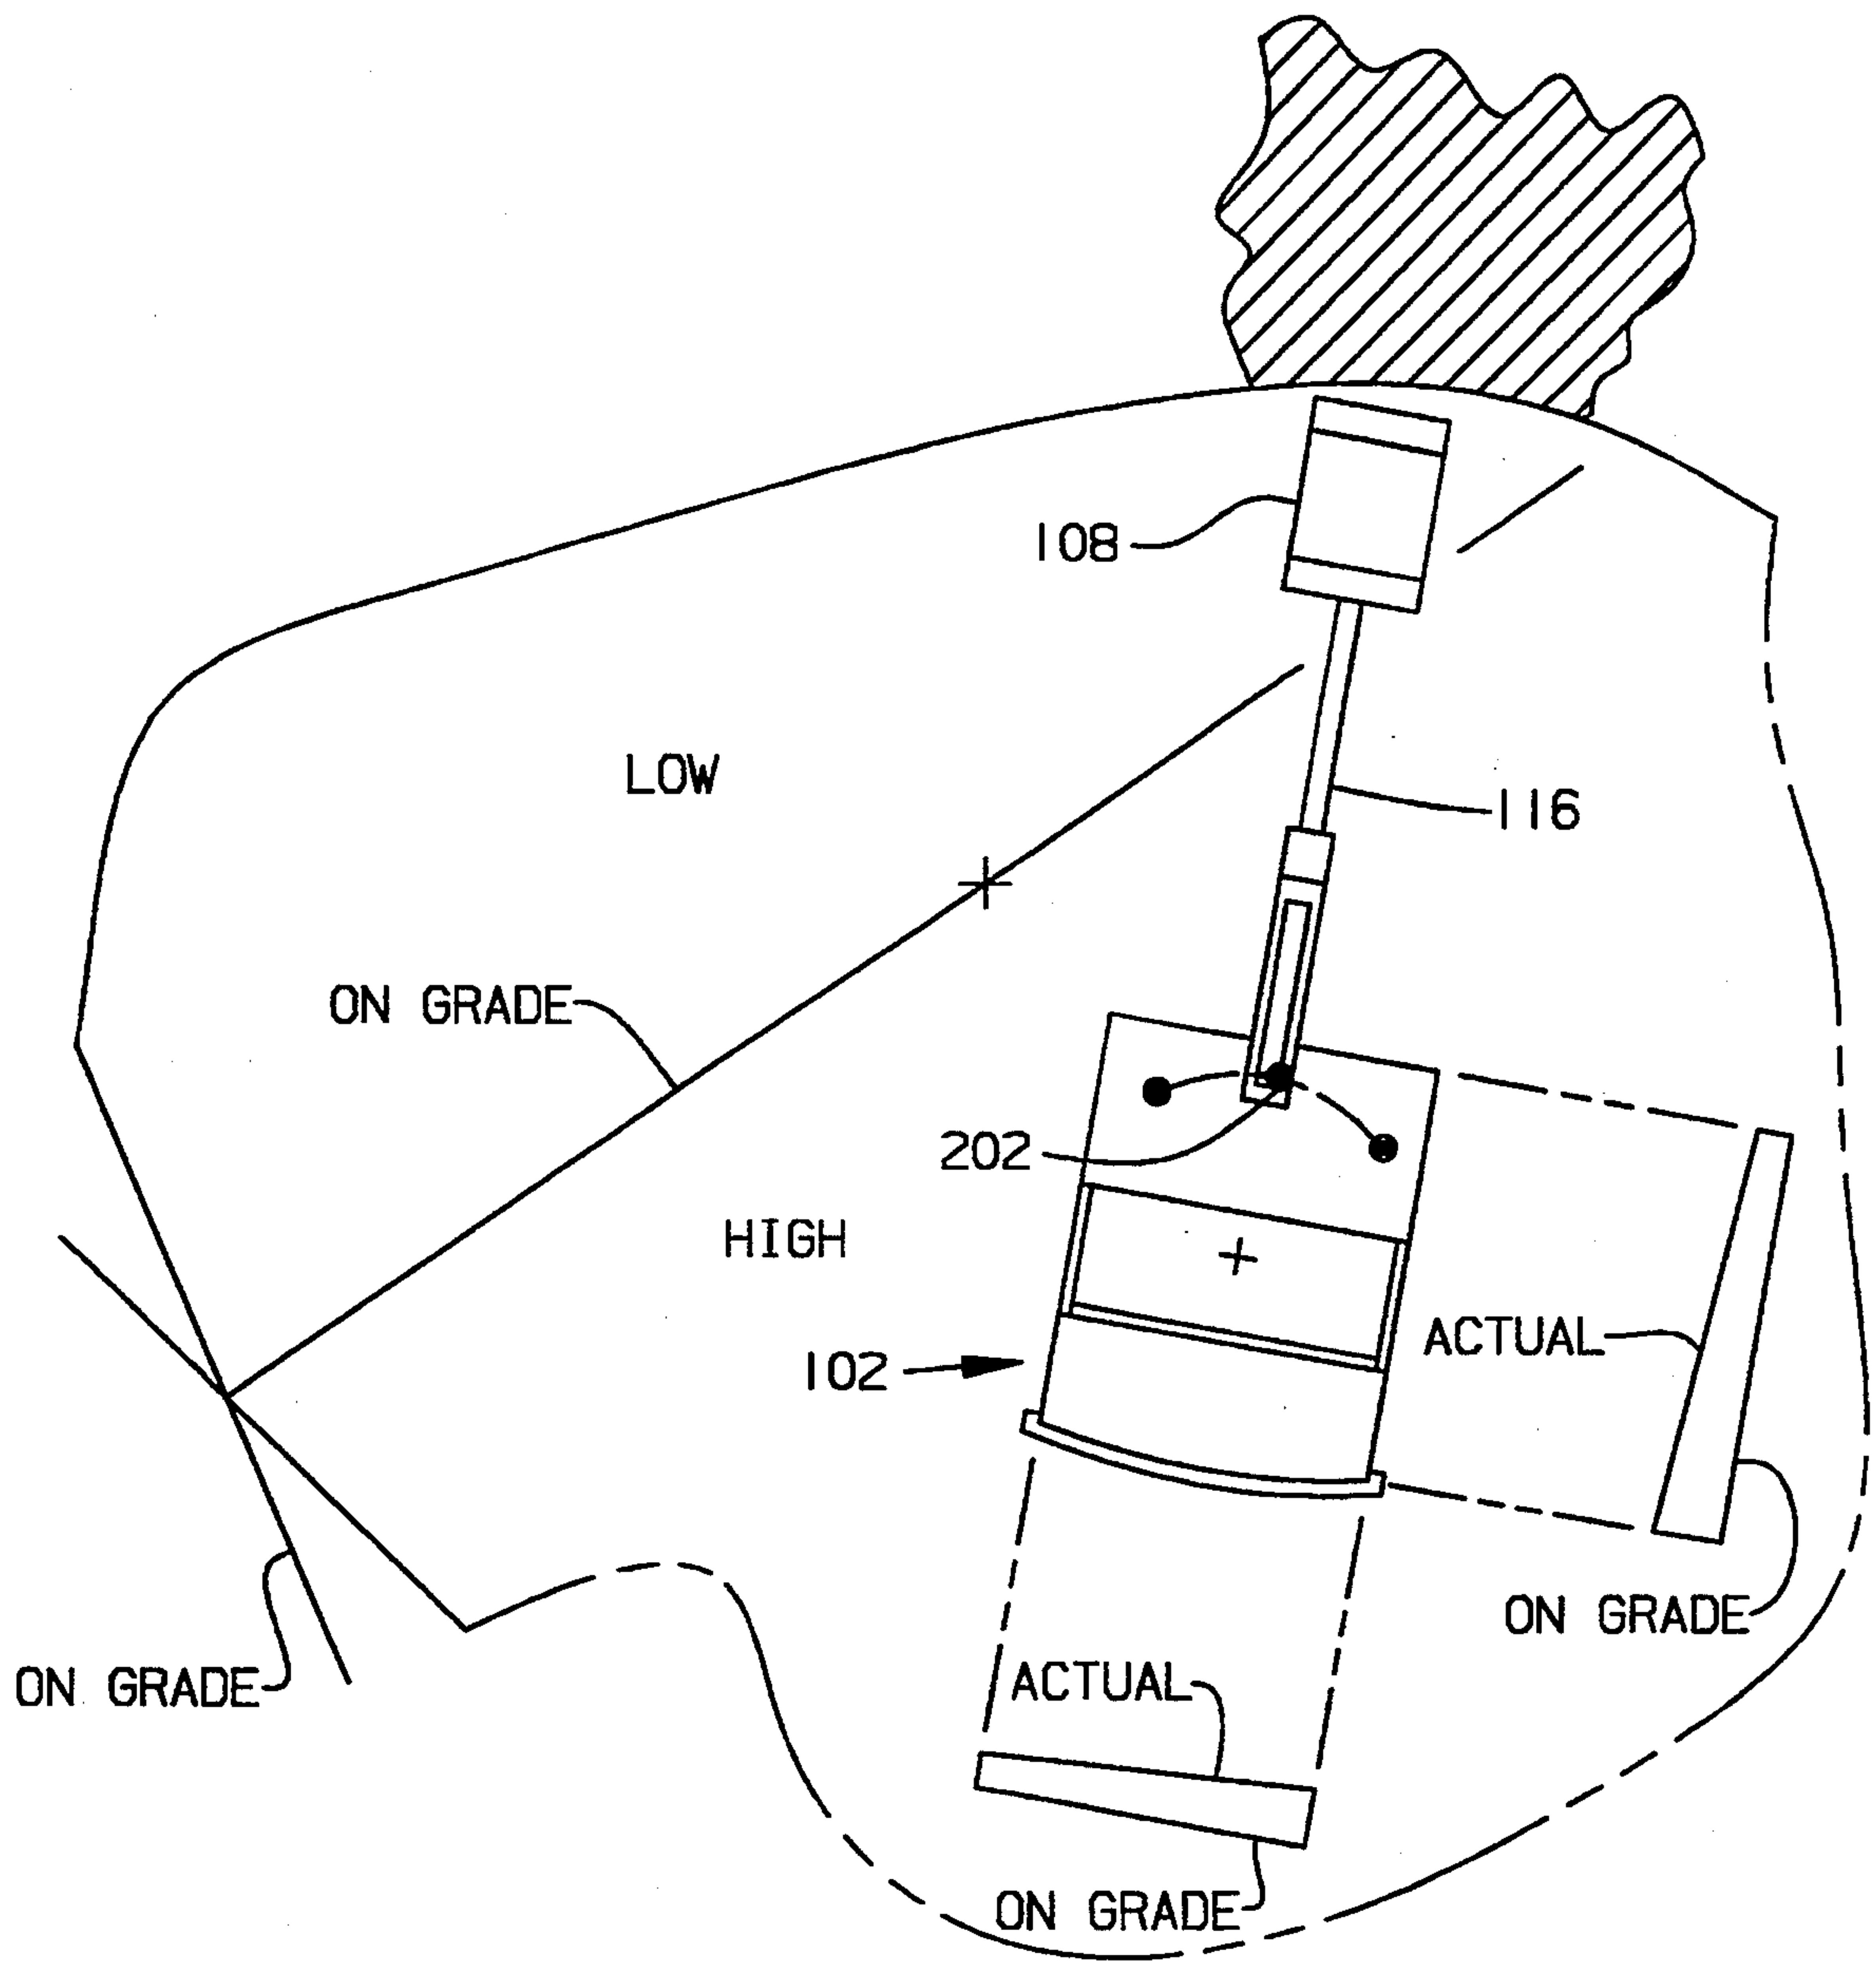 108
LOW
116
ON GRADE
202
HIGH
ACTUAL
102
ON GRADE
ACTUAL
ON GRADE
ON GRADE